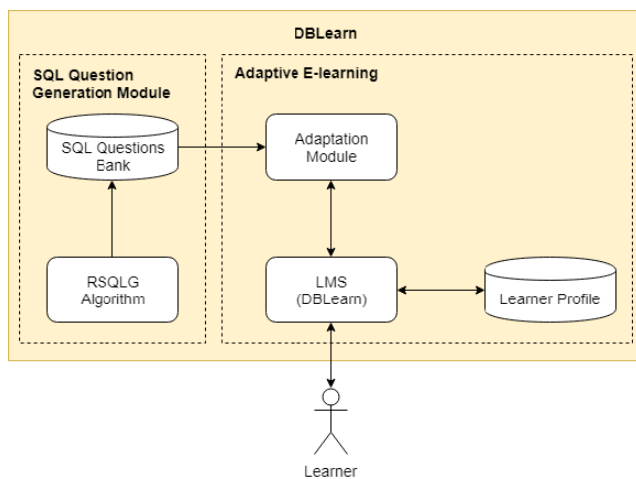 DBLearn
SQL Question
Generation Module
Adaptive E-learning
SQL Questions
Bank
Adaptation
Module
RSQLG
Algorithm
LMS
(DBLearn)
Learner Profile
Learner